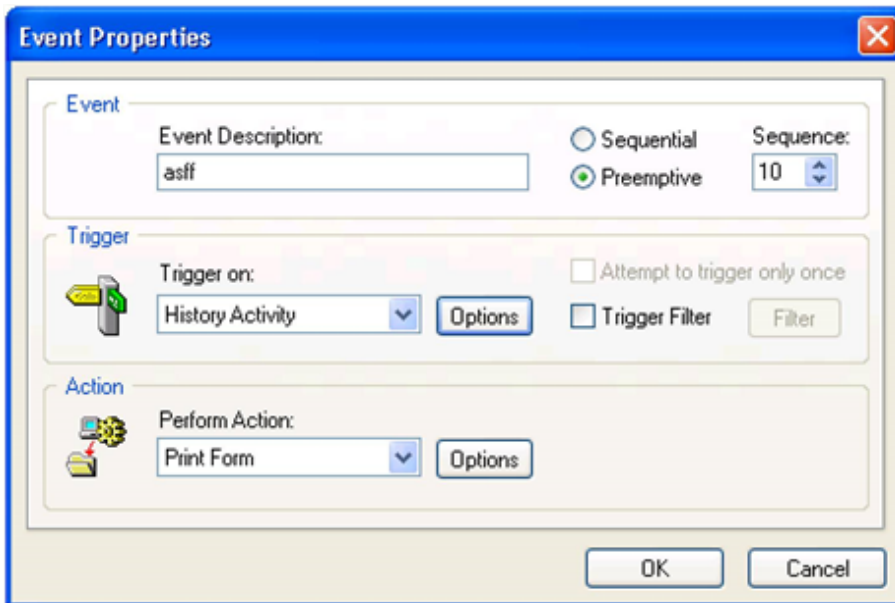 Event Properties
Event
Event Description:
asff
Sequential
Preemptive
Sequence:
10
Trigger
Trigger on:
History Activity
Options
Attempt to trigger only once
Trigger Filter
Filter
Action
Perform Action:
Print Form
Options
OK
Cancel